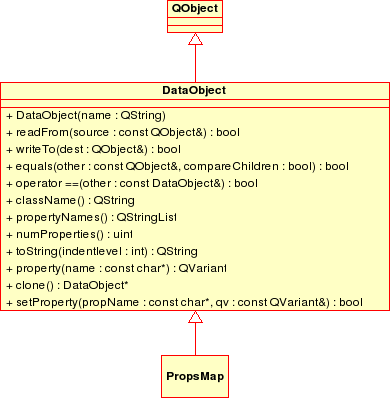 QObject
DataObject
+ DataObject(name : QString)
+ readFrom(source : const QObject&) : bool
+ writeTo(dest : QObject&) : bool
+ equals(other : const QObject&, compareChildren : bool) : bool
+ operator ==(other : const DataObject&) : bool
+ className() : QString
+ propertyNames() : QStringList
+ numProperties() : uint
+ toString(indentlevel : int) : QString
+ property(name : const char*) : QVariant
+ clone() : DataObject*
+ setProperty(propName : const char*, qv : const QVariant&) : bool
PropsMap